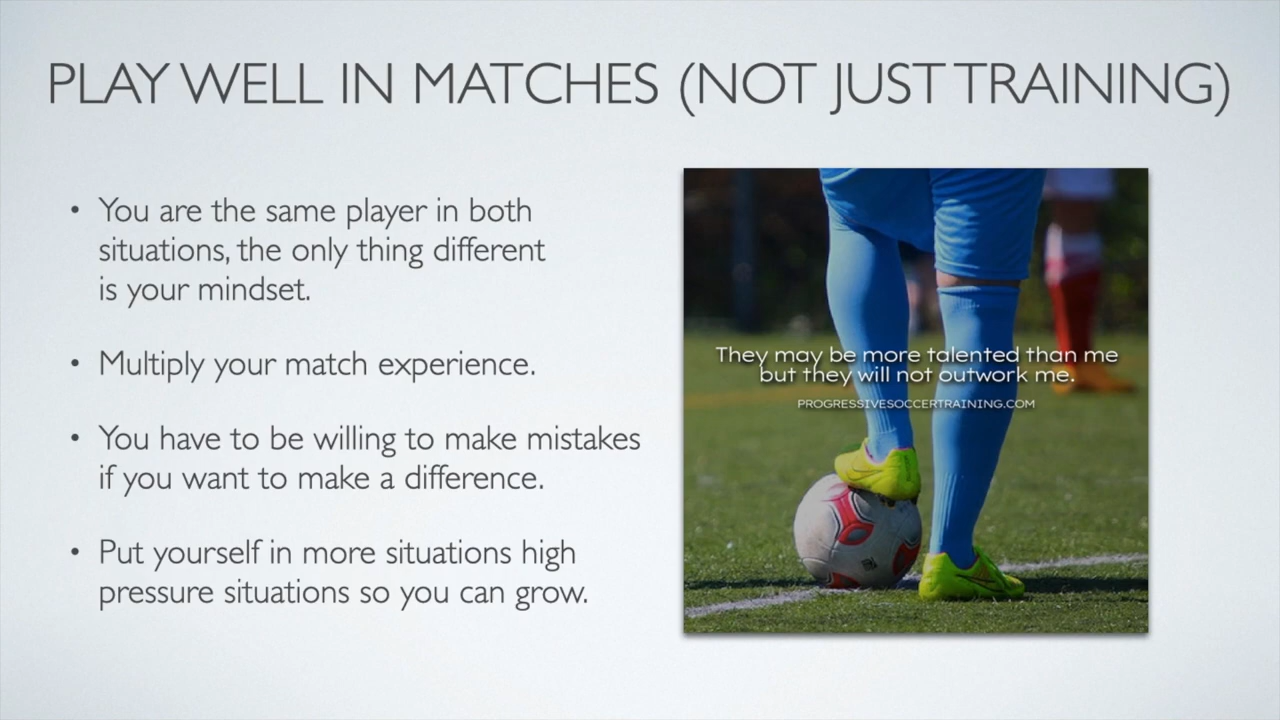 PLAY WELL IN MATCHES (NOT JUST TRAINING)
• You are the same player in both
situations, the only thing different
is your mindset.
• Multiply your match experience.
• You have to be willing to make mistakes
if you want to make a difference.
• Put yourself in more situations high
pressure situations so you can grow.
They may be more talented than me
but they will not outwork me.
PROGRESSIVESOCCERTRAINING.COM